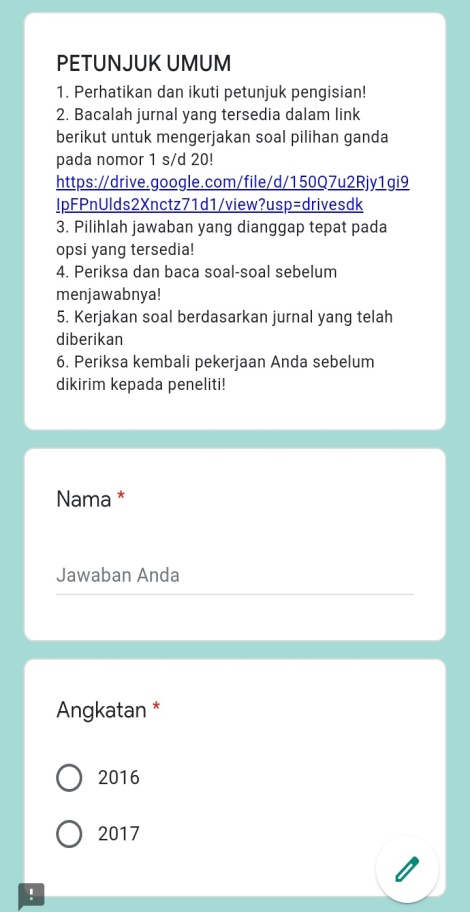 PETUNJUK UMUM
1. Perhatikan dan ikuti petunjuk pengisian!
2. Bacalah jurnal yang tersedia dalam link
berikut untuk mengerjakan soal pilihan ganda
pada nomor 1 s/d 20!
https://drive.google.com/file/d/150Q7u2Rjy1gi9
IpFPnUlds2Xnctz71d1/view?usp=drivesdk
3. Pilihlah jawaban yang dianggap tepat pada
opsi yang tersedia!
4. Periksa dan baca soal-soal sebelum
menjawabnya!
5. Kerjakan soal berdasarkan jurnal yang telah
diberikan
6. Periksa kembali pekerjaan Anda sebelum
dikirim kepada peneliti!
Nama *
Jawaban Anda
Angkatan *
2016
2017
!